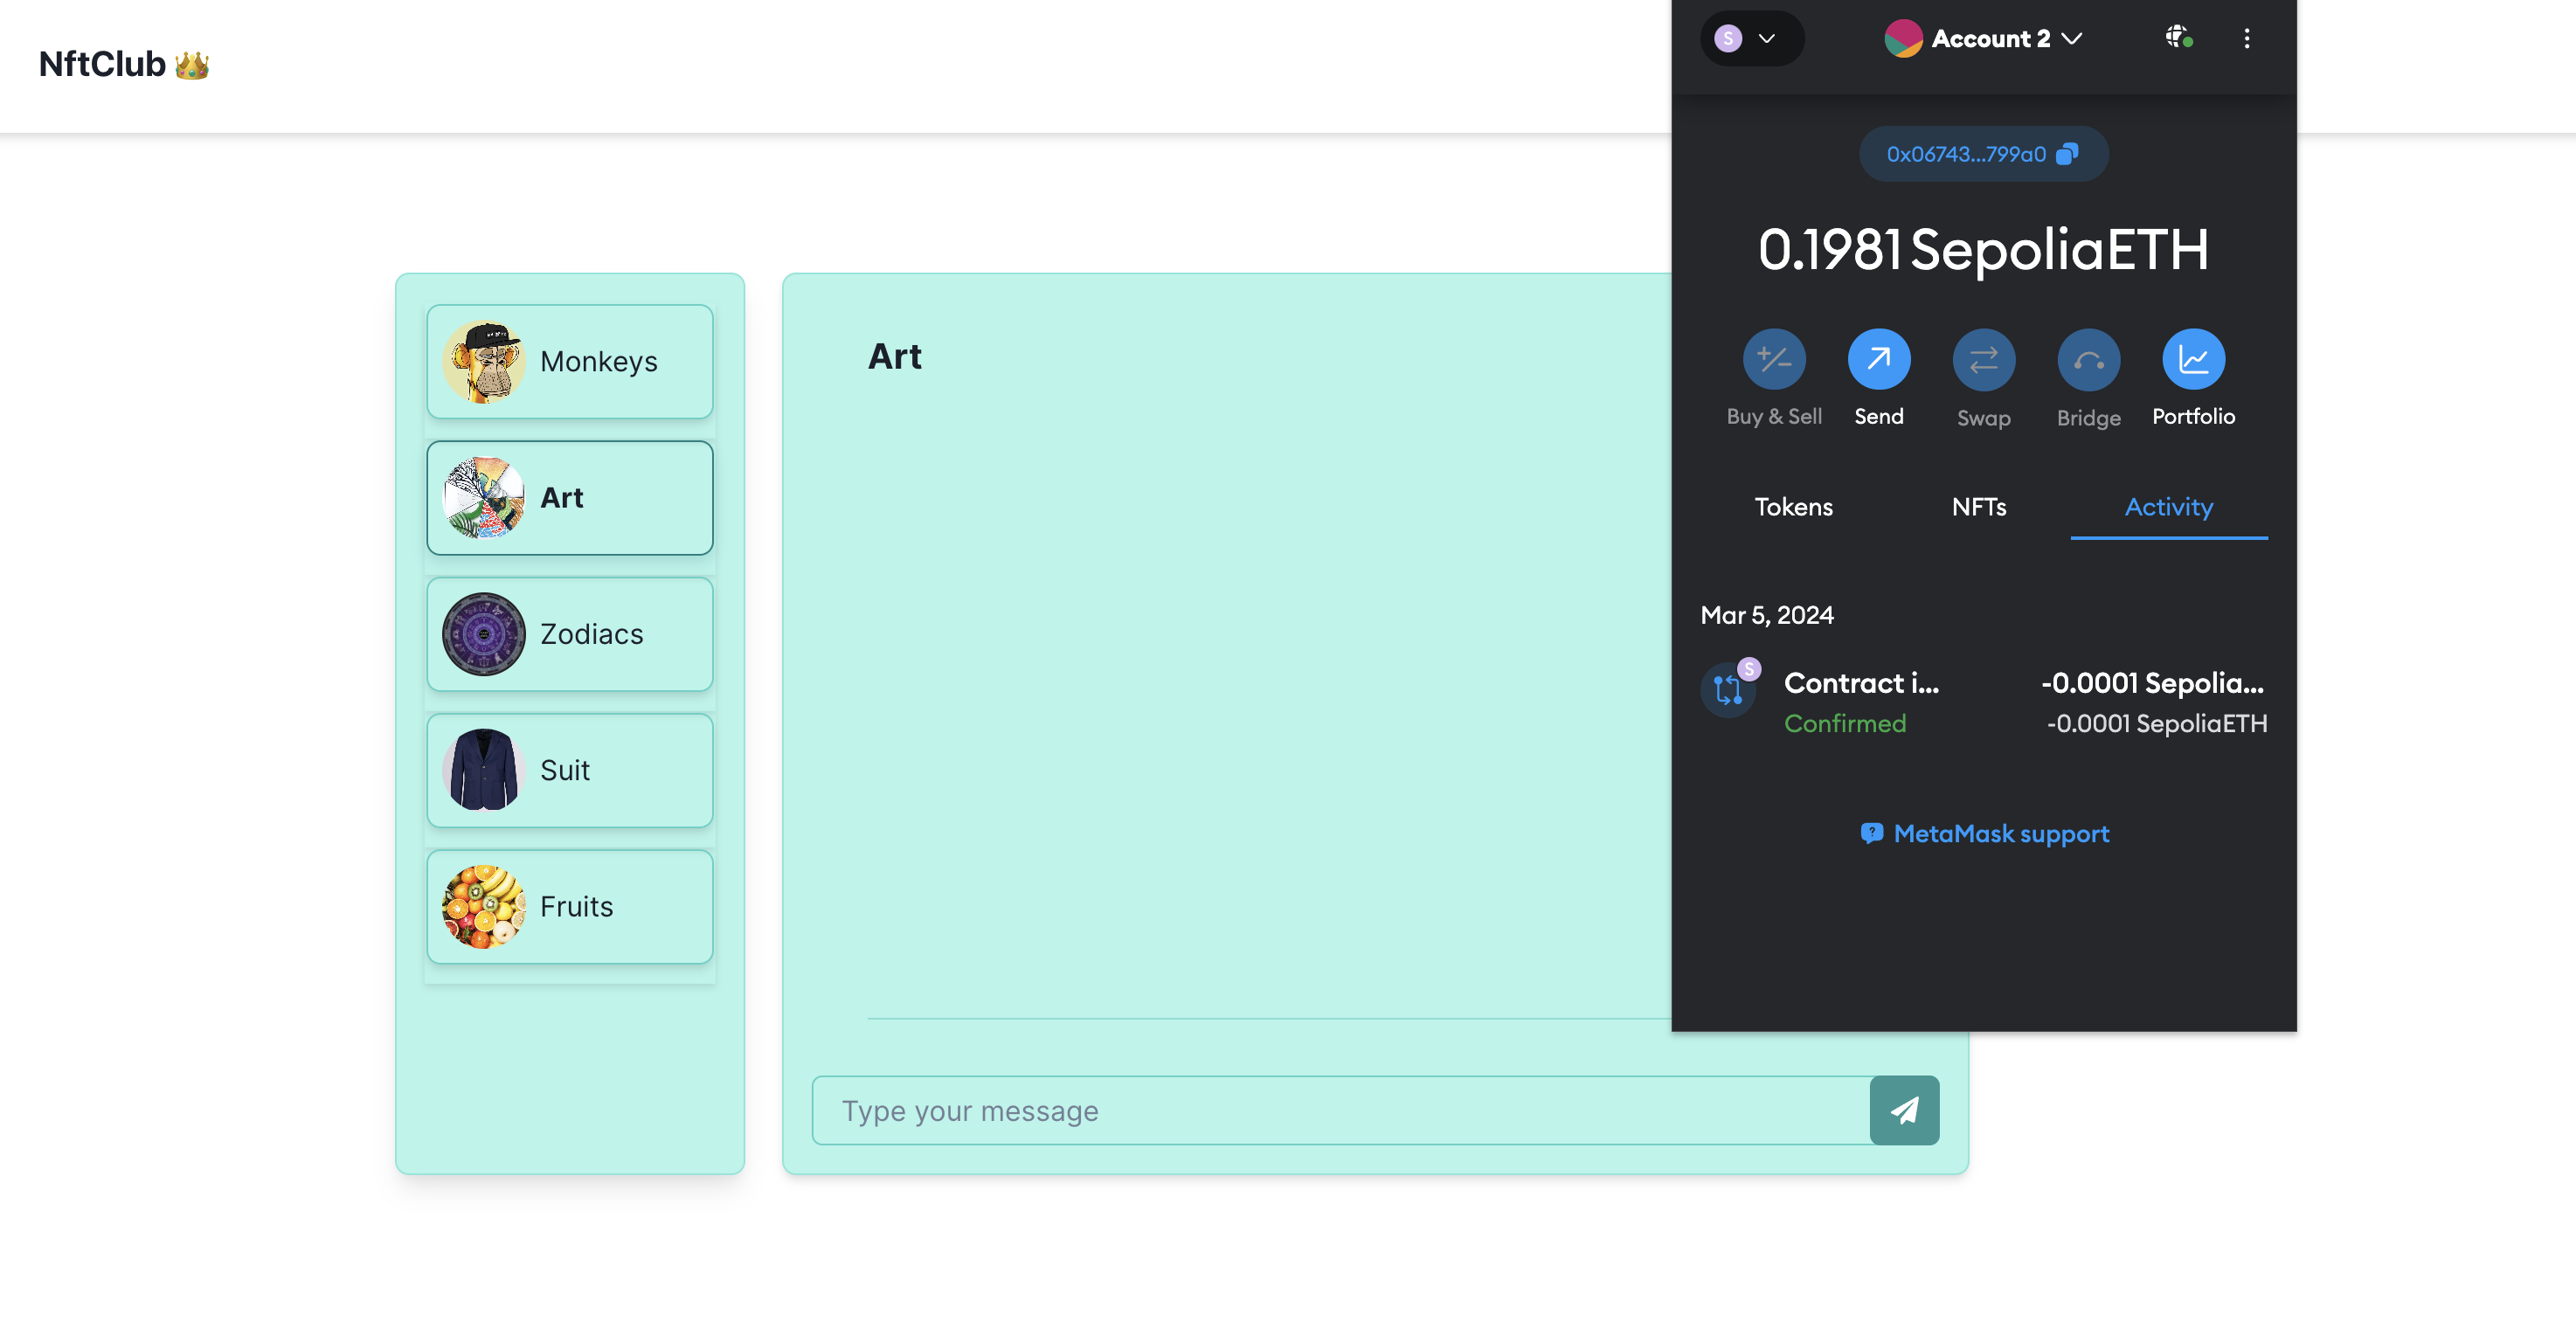 NftClub 👑
Monkeys
Art
Zodiacs
Suit
Fruits
Art
Type your message
S
Account 2
0x06743...799a0
0.1981 SepoliaETH
Buy & Sell
Send
Swap
Bridge
Portfolio
Tokens
NFTs
Activity
Mar 5, 2024
S
Contract i... -0.0001 Sepolia...
Confirmed -0.0001 SepoliaETH
MetaMask support